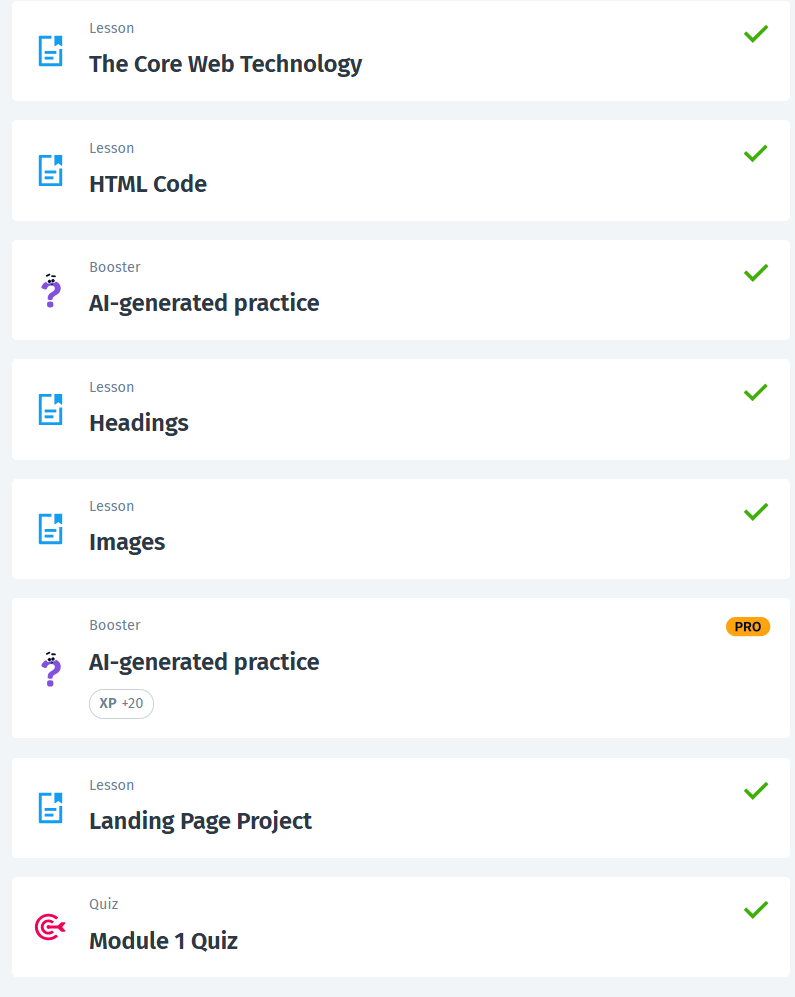 Lesson
The Core Web Technology
Lesson
HTML Code
Booster
AI-generated practice
Lesson
Headings
Lesson
Images
Booster
PRO
AI-generated practice
XP +20
Lesson
Landing Page Project
Quiz
Module 1 Quiz